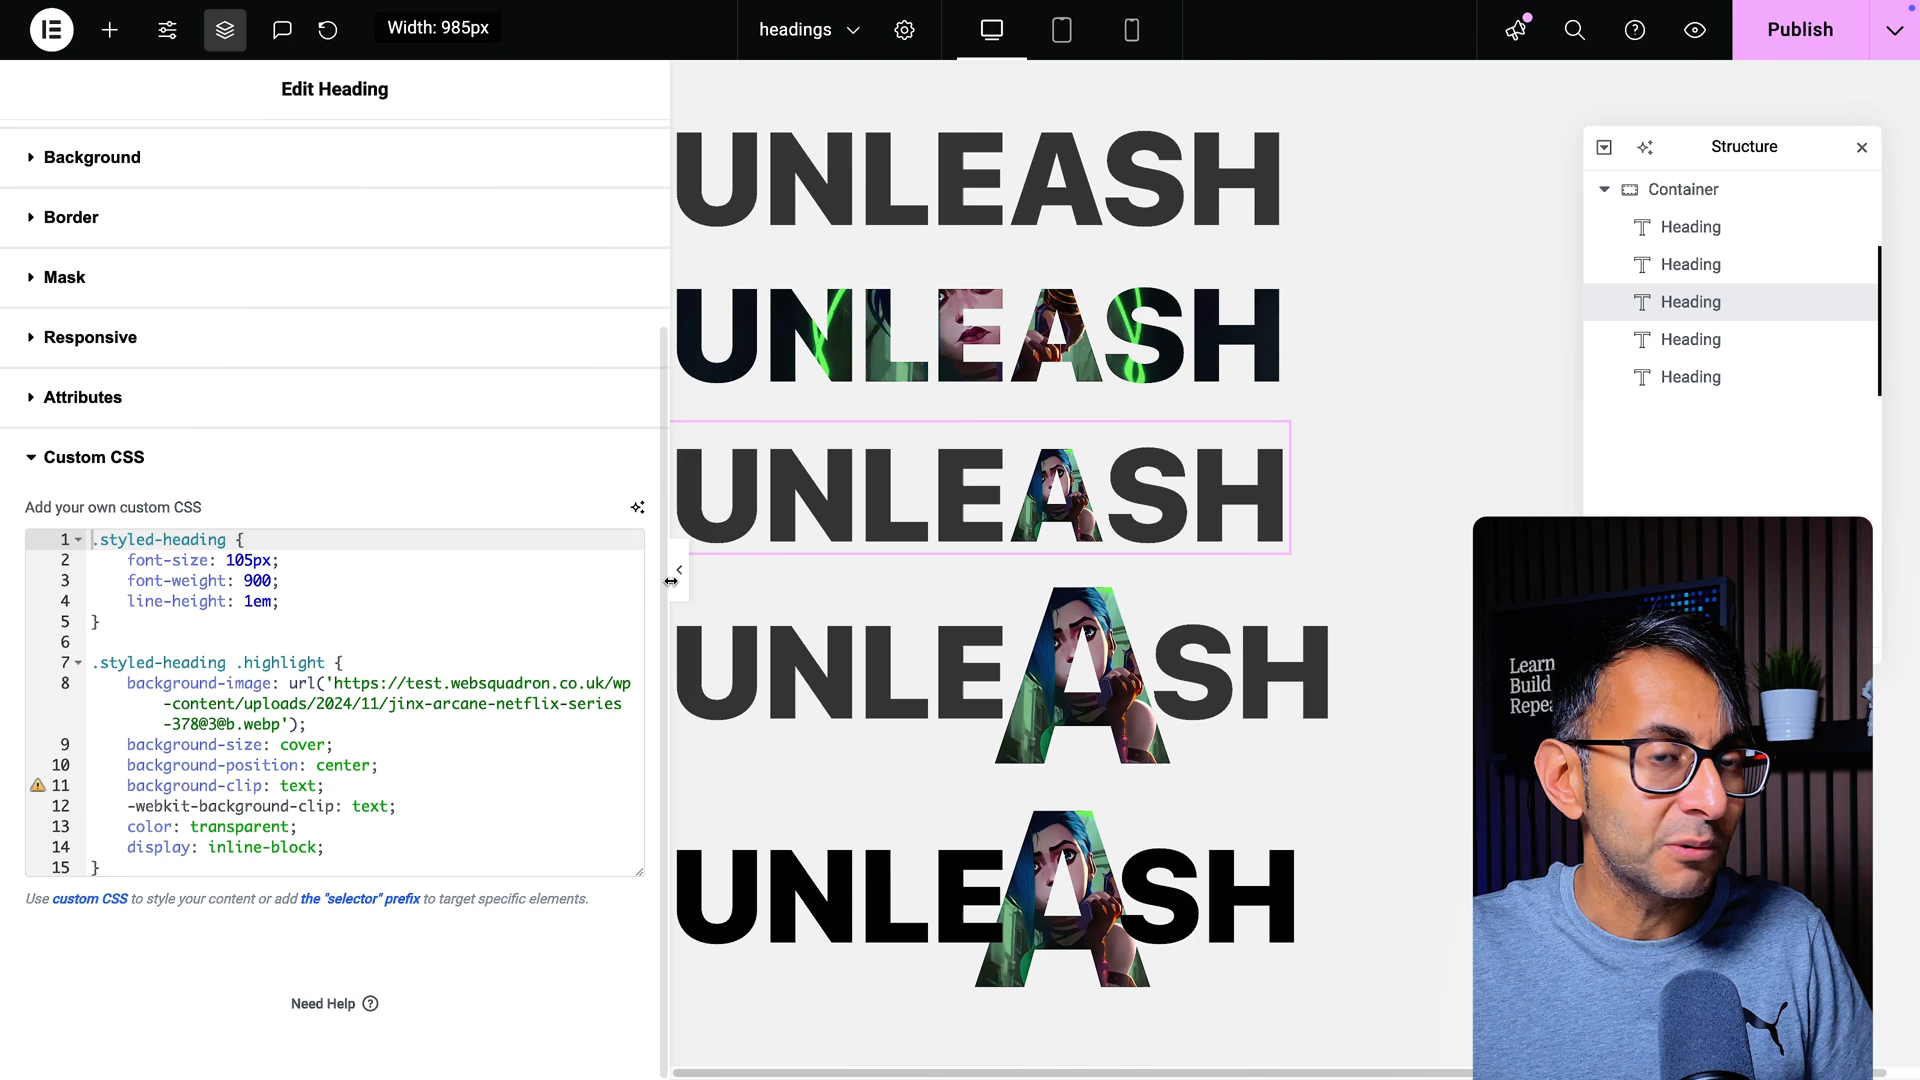 Width: 985px
headings
Publish
Edit Heading
Background
Border
Mask
Responsive
Attributes
Custom CSS
Add your own custom CSS
1 .styled-heading {
2 font-size: 105px;
3 font-weight: 900;
4 line-height: 1em;
5 }
6
7 .styled-heading .highlight {
8 background-image: url('https://test.websquadron.co.uk/wp
-content/uploads/2024/11/jinx-arcane-netflix-series
-378@3@b.webp');
9 background-size: cover;
10 background-position: center;
11 background-clip: text;
12 -webkit-background-clip: text;
13 color: transparent;
14 display: inline-block;
15 }
Use custom CSS to style your content or add the "selector" prefix to target specific elements.
Need Help
UNLEASH
UNLEASH
UNLEASH
UNLEASH
UNLEASH
Structure
Container
Heading
Heading
Heading
Heading
Heading
Learn
Build
Repea